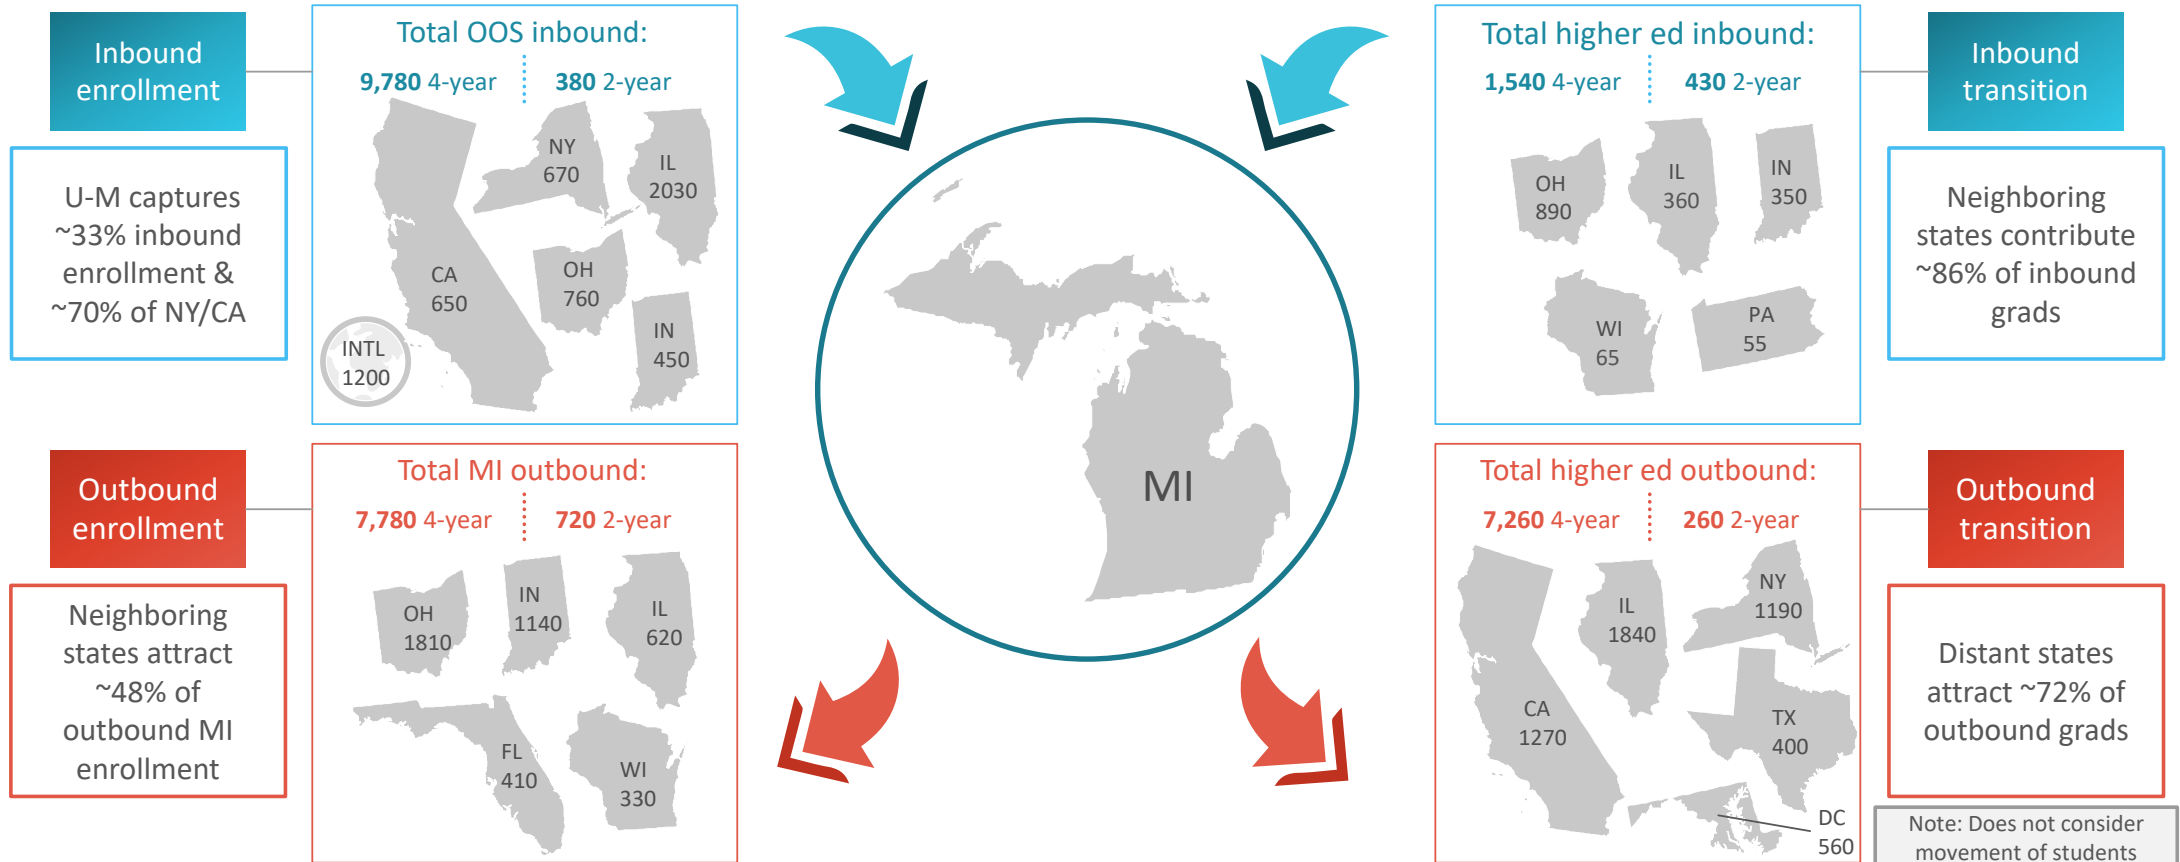 Inbound
enrollment
U-M captures
~33% inbound
enrollment &
~70% of NY/CA
Total OOS inbound:
9,780 4-year
380 2-year
NY
670
IL
2030
CA
650
OH
760
IN
450
INTL
1200
Total higher ed inbound:
1,540 4-year
430 2-year
OH
890
IL
360
IN
350
WI
65
PA
55
Inbound
transition
Neighboring
states contribute
~86% of inbound
grads
MI
Outbound
enrollment
Neighboring
states attract
~48% of
outbound MI
enrollment
Total MI outbound:
7,780 4-year
720 2-year
OH
1810
IN
1140
IL
620
FL
410
WI
330
Total higher ed outbound:
7,260 4-year
260 2-year
CA
1270
IL
1840
NY
1190
TX
400
DC
560
Outbound
transition
Distant states
attract ~72% of
outbound grads
Note: Does not consider
movement of students